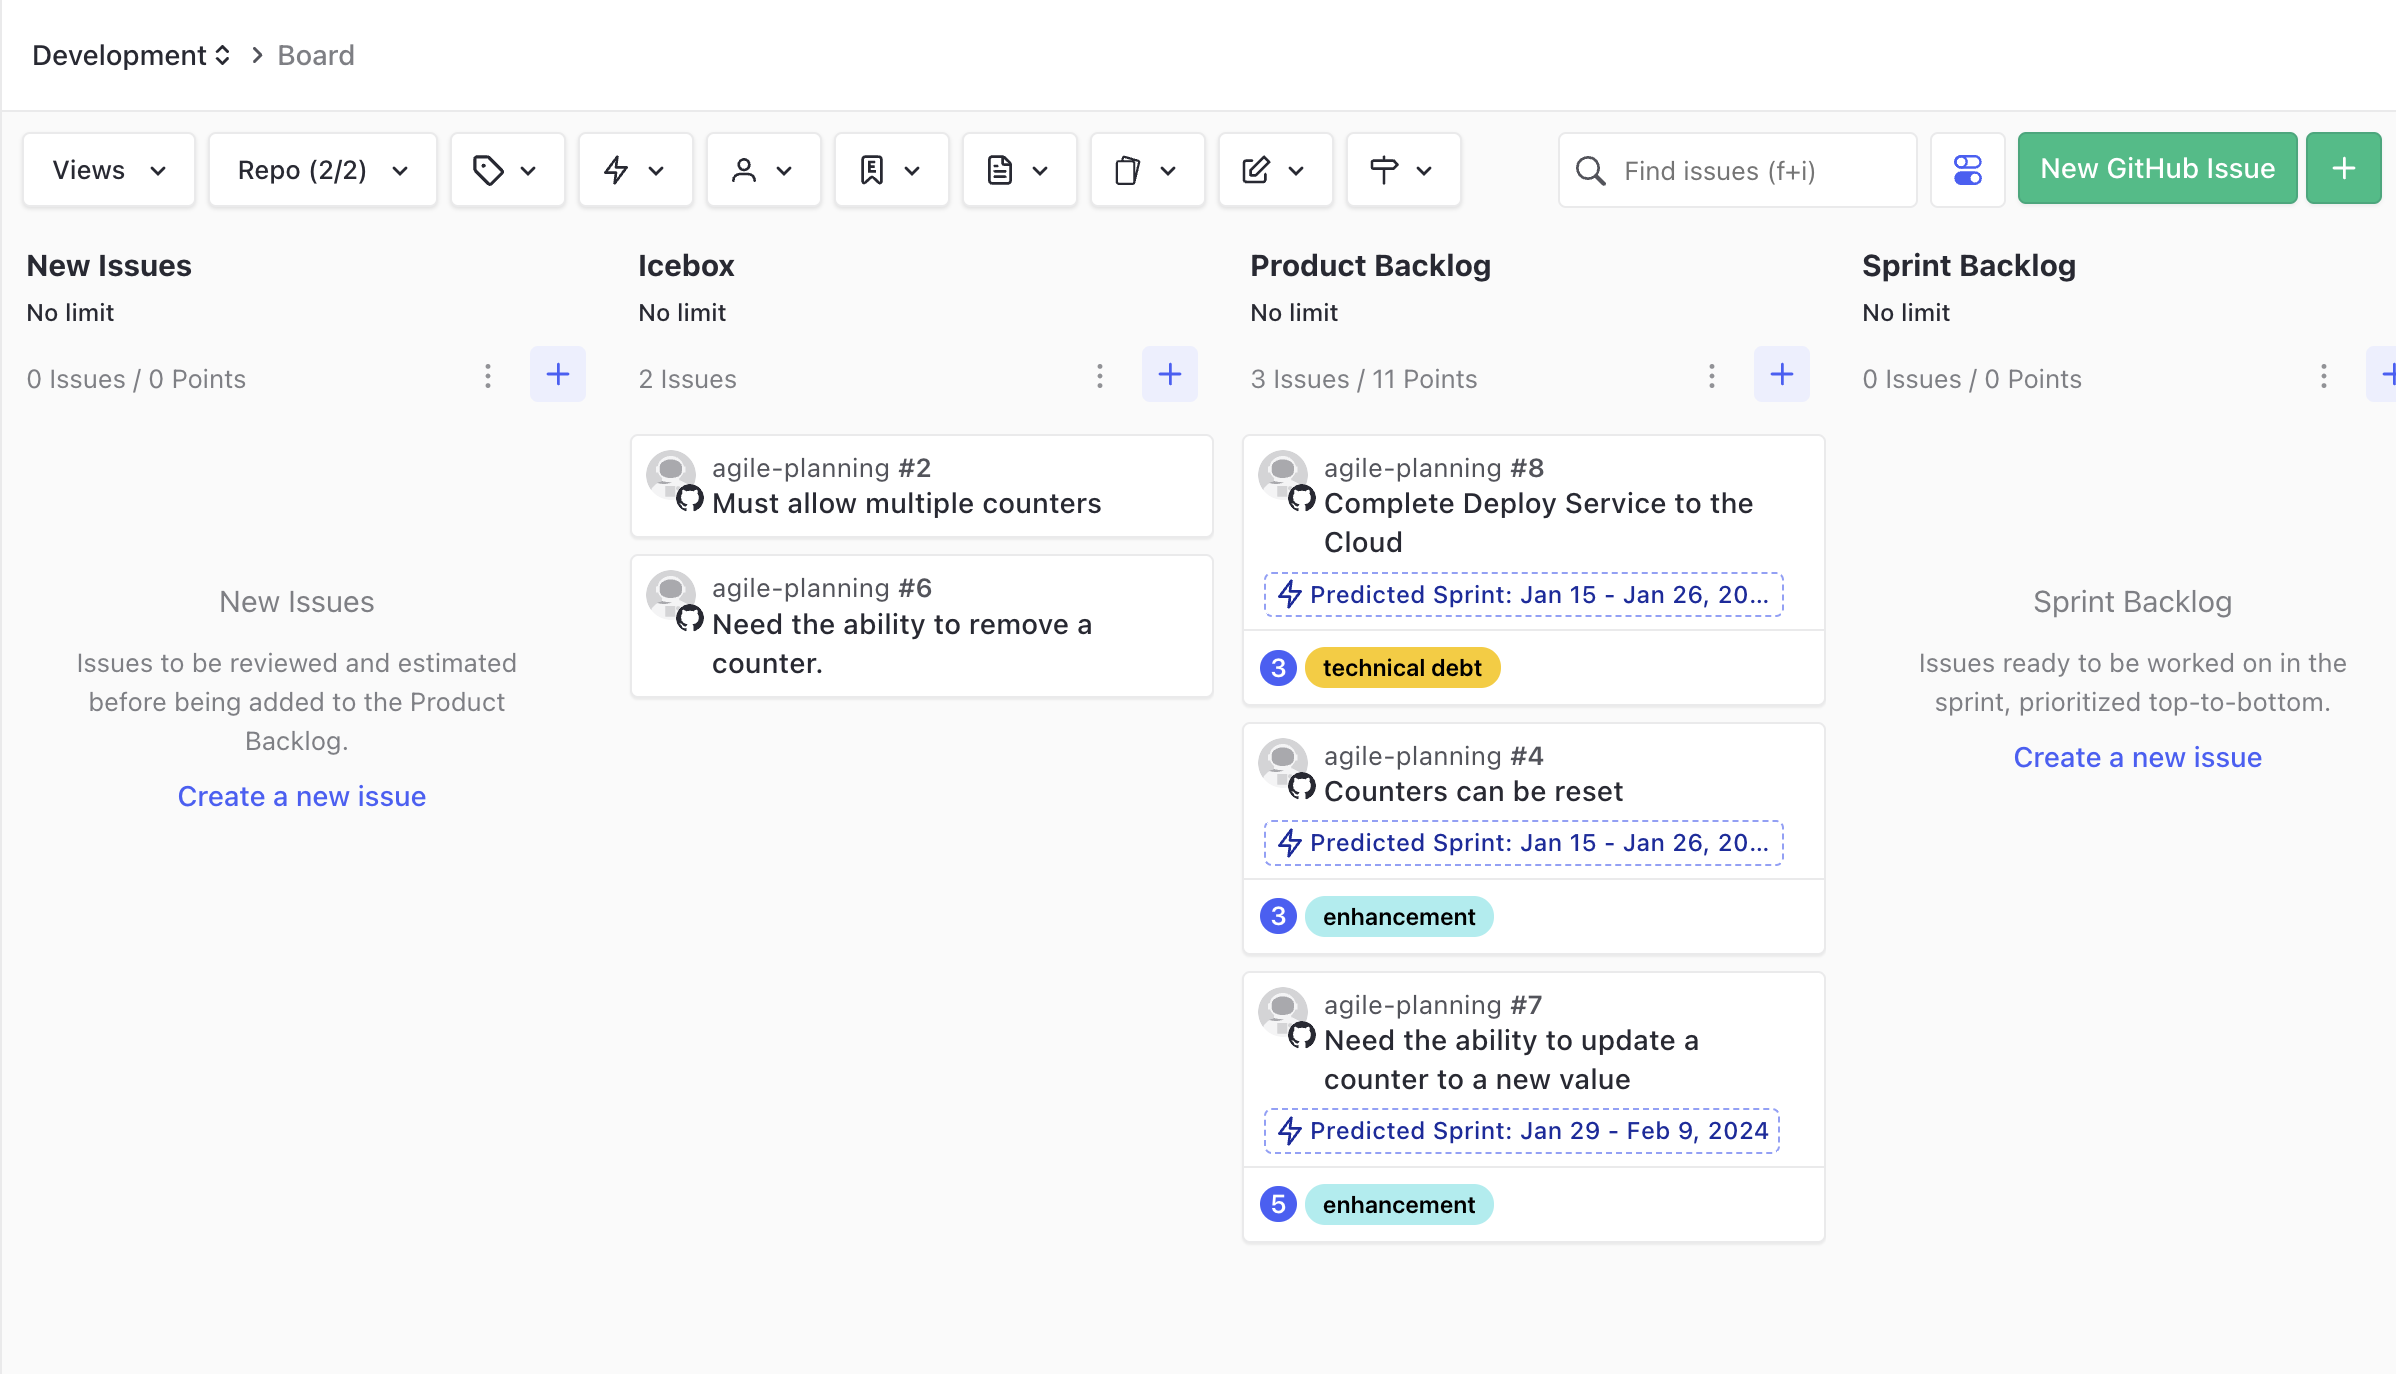 Development > Board
Views
Repo (2/2)
Find issues (f+i)
New GitHub Issue
+
New Issues
No limit
0 Issues / 0 Points
New Issues
Issues to be reviewed and estimated
before being added to the Product
Backlog.
Create a new issue
Icebox
No limit
2 Issues
agile-planning #2
Must allow multiple counters
agile-planning #6
Need the ability to remove a
counter.
Product Backlog
No limit
3 Issues / 11 Points
agile-planning #8
Complete Deploy Service to the
Cloud
Predicted Sprint: Jan 15 - Jan 26, 20...
3 technical debt
agile-planning #4
Counters can be reset
Predicted Sprint: Jan 15 - Jan 26, 20...
3 enhancement
agile-planning #7
Need the ability to update a
counter to a new value
Predicted Sprint: Jan 29 - Feb 9, 2024
5 enhancement
Sprint Backlog
No limit
0 Issues / 0 Points
Sprint Backlog
Issues ready to be worked on in the
sprint, prioritized top-to-bottom.
Create a new issue